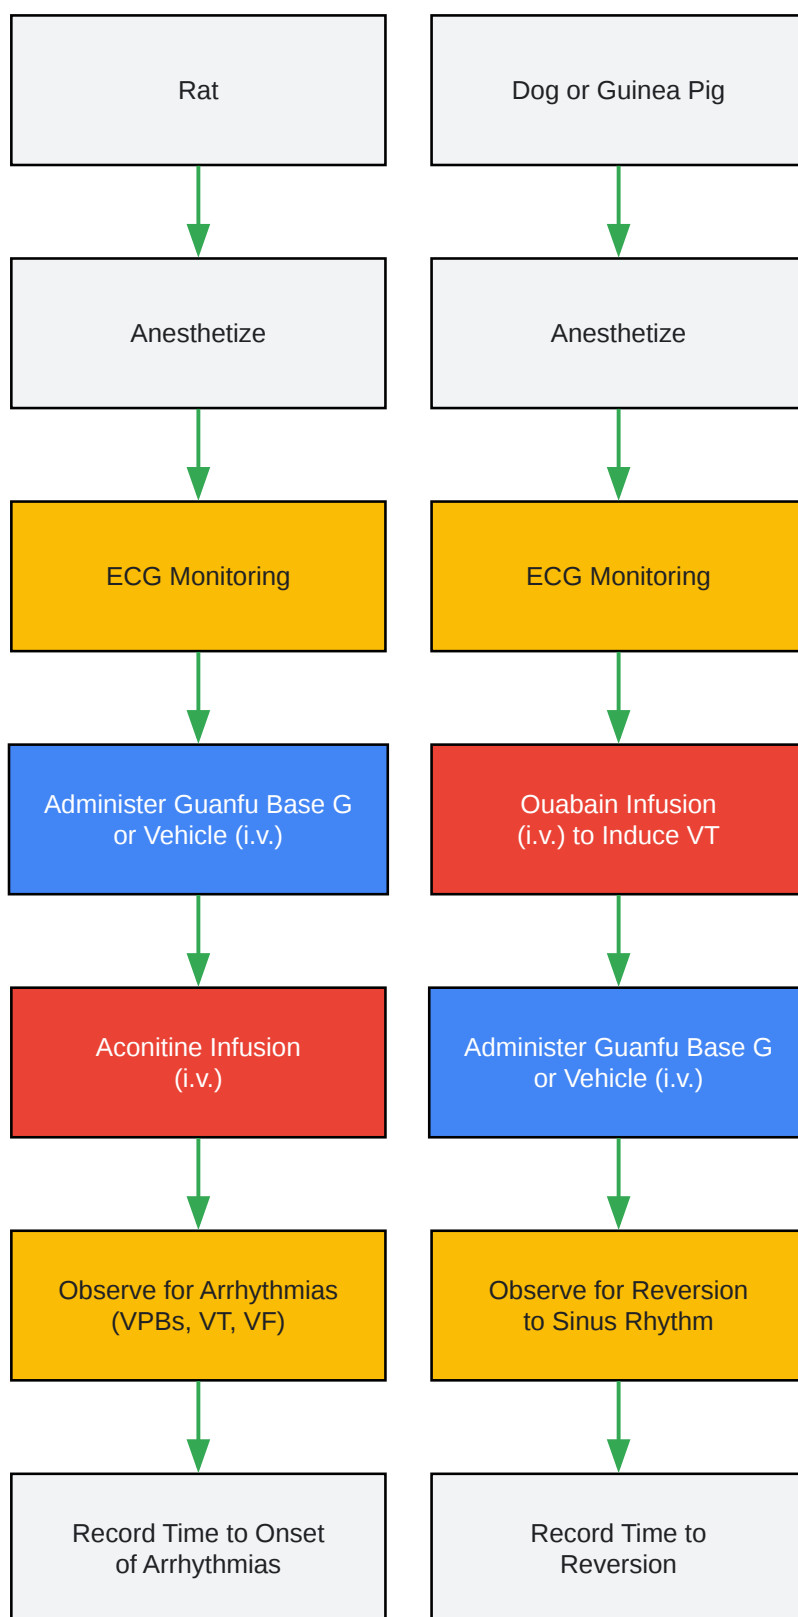 Rat
Anesthetize
ECG Monitoring
Administer Guanfu Base G
or Vehicle (i.v.)
Aconitine Infusion
(i.v.)
Observe for Arrhythmias
(VPBs, VT, VF)
Record Time to Onset
of Arrhythmias
Dog or Guinea Pig
Anesthetize
ECG Monitoring
Ouabain Infusion
(i.v.) to Induce VT
Administer Guanfu Base G
or Vehicle (i.v.)
Observe for Reversion
to Sinus Rhythm
Record Time to
Reversion